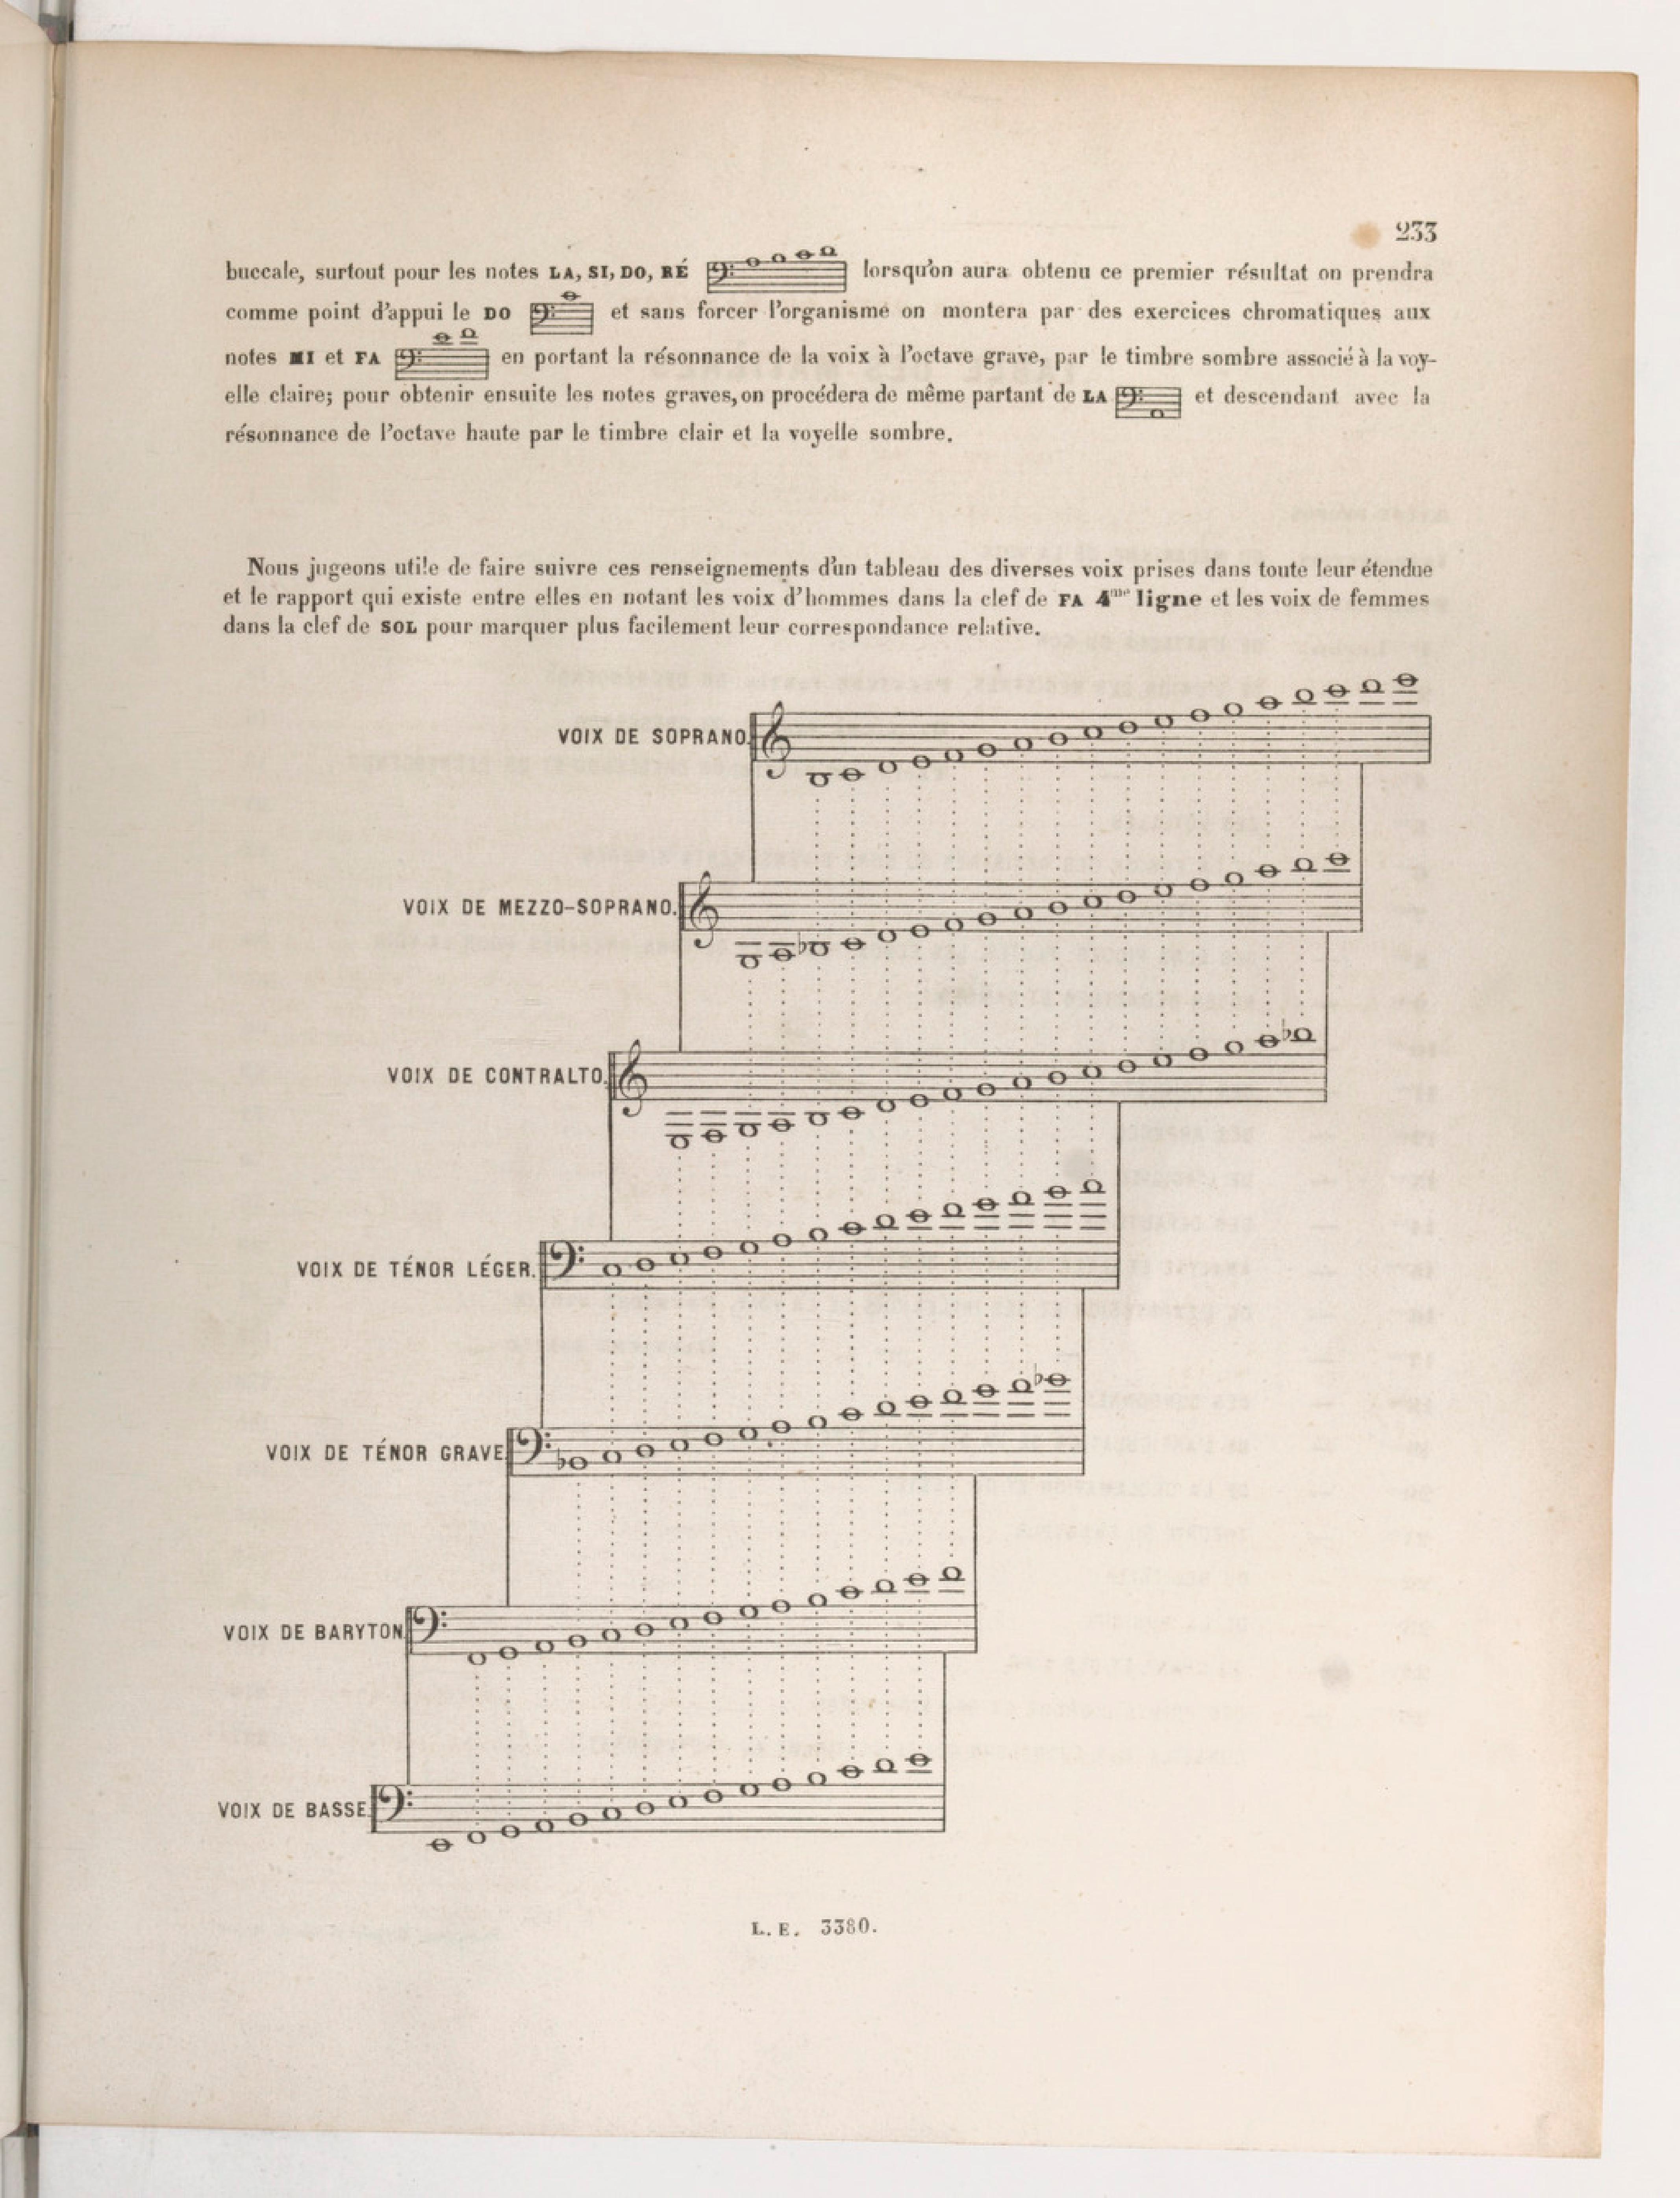 233
buccale, surtout pour les notes LA, SI, DO, RÉ lorsqu'on aura obtenu ce premier résultat on prendra
comme point d'appui le DO et sans forcer l'organisme on montera par des exercices chromatiques aux
notes MI et FA en portant la résonnance de la voix à l'octave grave, par le timbre sombre associé à la voy-
elle claire; pour obtenir ensuite les notes graves, on procédera de même partant de LA et descendant avec la
résonnance de l'octave haute par le timbre clair et la voyelle sombre.
Nous jugeons utile de faire suivre ces renseignements d'un tableau des diverses voix prises dans toute leur étendue
et le rapport qui existe entre elles en notant les voix d'hommes dans la clef de FA 4me ligne et les voix de femmes
dans la clef de SOL pour marquer plus facilement leur correspondance relative.
VOIX DE SOPRANO.
VOIX DE MEZZO-SOPRANO.
VOIX DE CONTRALTO.
VOIX DE TÉNOR LÉGER.
VOIX DE TÉNOR GRAVE
VOIX DE BARYTON.
VOIX DE BASSE.
L. E. 3380.